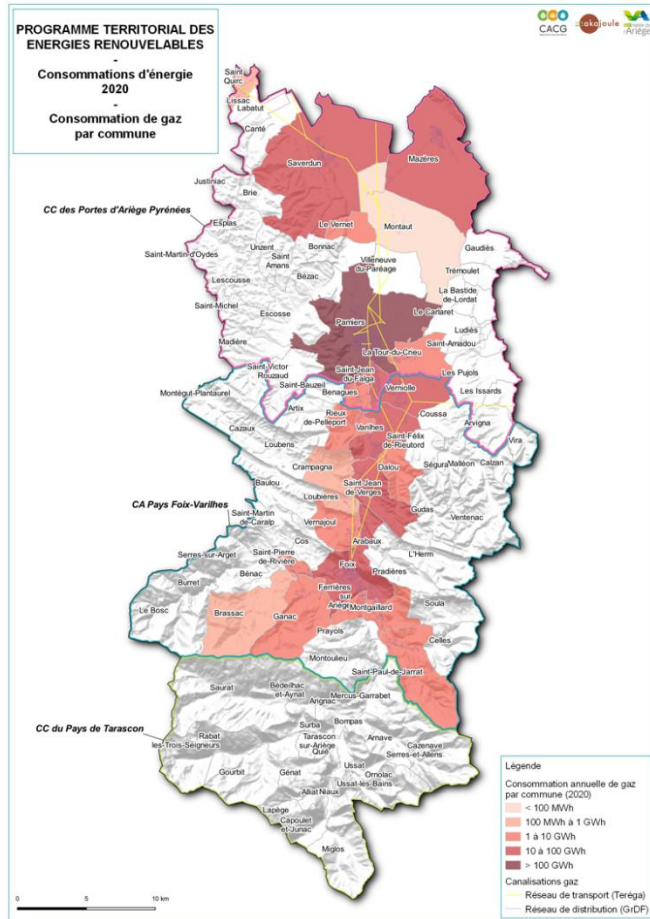 PROGRAMME TERRITORIAL DES
ENERGIES RENOUVELABLES
-
Consommations d'énergie
2020
-
Consommation de gaz
par commune
CACG
akajoule
l'Ariège
Saint
Quirc
Lissac
Labatut
Canté
Saverdun
Mazères
Justiniac
Brie
CC des Portes d'Ariège Pyrénées
Esplas
Le Vernet
Montaut
Gaudiès
Saint-Martin-d'Oydes
Unzent
Saint
Amans
Bonnac
Villeneuve
du-Paréage
Trémoulet
Lescousse
Bézac
La Bastide
de-Lordat
Saint-Michel
Escosse
Le Carlaret
Pamiers
Ludiès
Madière
La Tour-du-Crieu
Saint-Amadou
Saint-Victor
Rouzaud
Saint-Jean
du-Falga
Les Pujols
Saint-Bauzeil
Verniolle
Les Issards
Montégut-Plantaurel
Benagues
Artix
Rieux
de-Pelleport
Varilhes
Coussa
Arvigna
Cazaux
Saint-Félix
de-Rieutord
Vira
Loubens
Dalou
Ségura
Malléon
Calzan
Crampagna
Baulou
Saint-Jean
de-Verges
CA Pays Foix-Varilhes
Loubières
Gudas
Ventenac
Saint-Martin
de-Caralp
Vernajoul
Cos
Arabaux
L'Herm
Serres-sur-Arget
Saint-Pierre
de-Rivière
Foix
Pradières
Burret
Bénac
Ferrières
sur
Ariège
Soula
Le Bosc
Brassac
Ganac
Montgaillard
Prayols
Celles
Montoulieu
Saint-Paul-de-Jarrat
Saurat
Bédeilhac
et-Aynat
Mercus-Garrabet
Arignac
CC du Pays de Tarascon
Bompas
Surba
Rabat
les-Trois-Seigneurs
Tarascon
sur-Ariège
Arnave
Cazenave
Serres-et-Allens
Quié
Gourbit
Génat
Ussat
Ornolac
Ussat-les-Bains
Alliat
Niaux
Lapège
Capoulet
et-Junac
Miglos
Légende
Consommation annuelle de gaz
par commune (2020)
< 100 MWh
100 MWh à 1 GWh
1 à 10 GWh
10 à 100 GWh
> 100 GWh
Canalisations gaz
Réseau de transport (Teréga)
Réseau de distribution (GrDF)
0 5 10 km